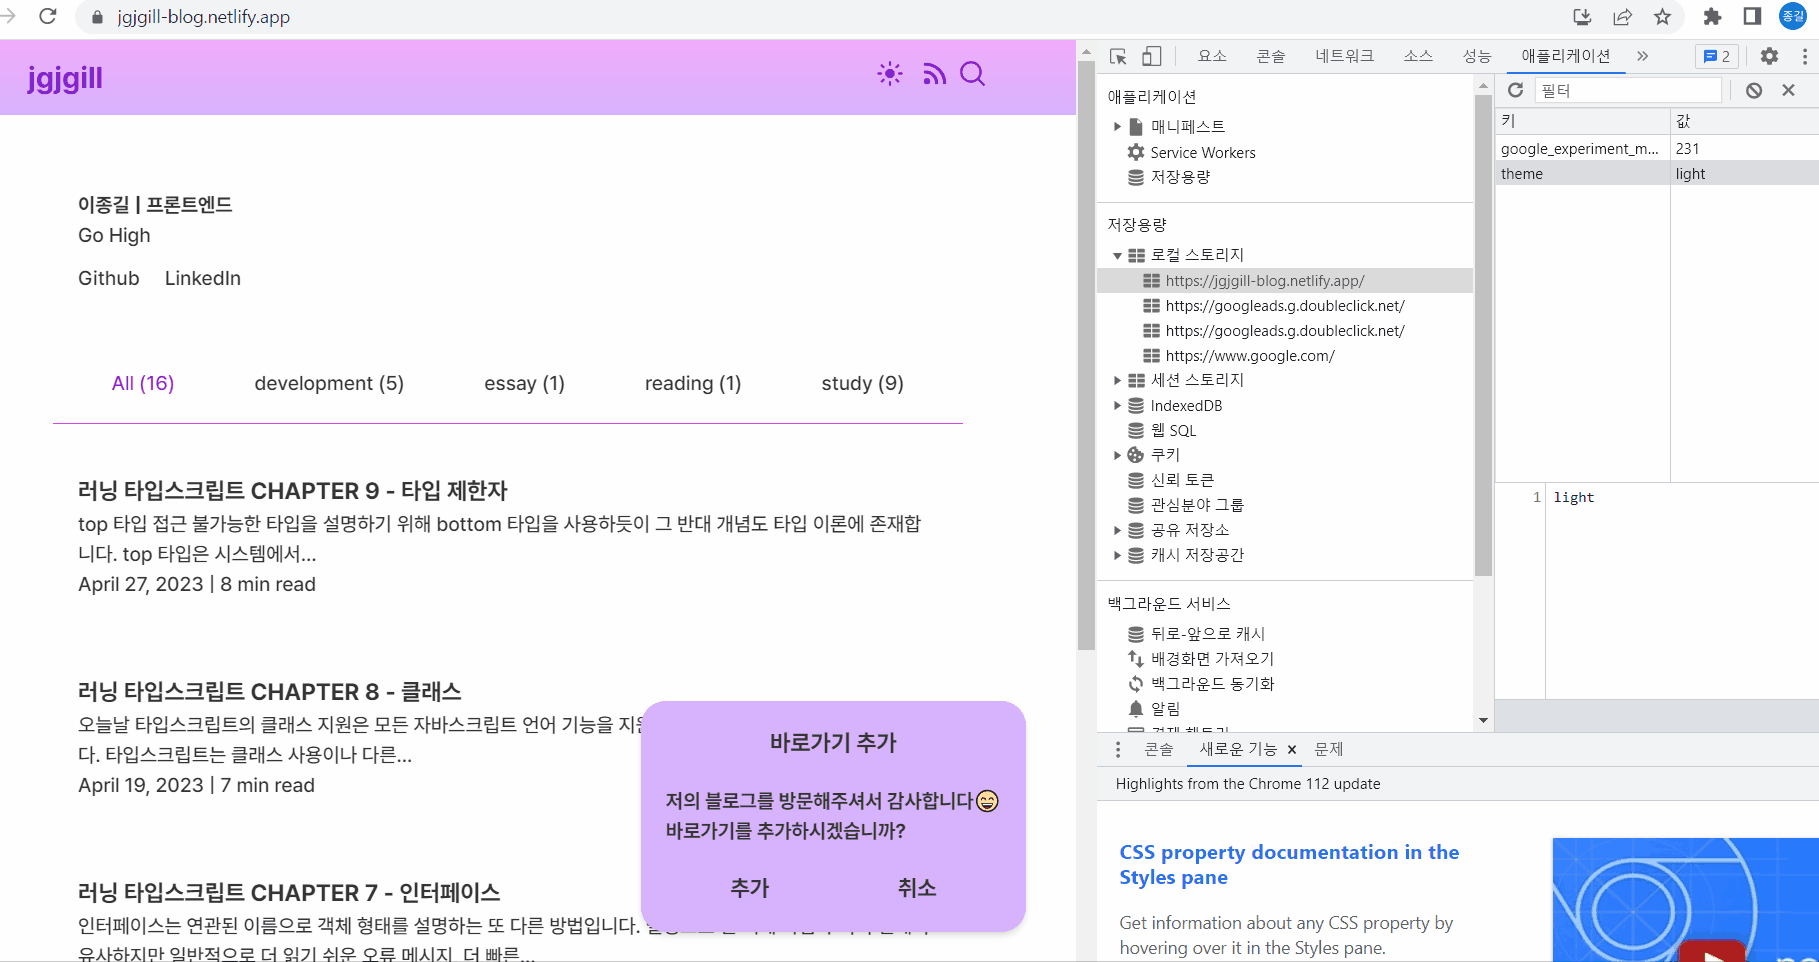 jgjgill-blog.netlify.app
종길
jgjgill
이종길 | 프론트엔드
Go High
Github LinkedIn
All (16) development (5) essay (1) reading (1) study (9)
러닝 타입스크립트 CHAPTER 9 - 타입 제한자
top 타입 접근 불가능한 타입을 설명하기 위해 bottom 타입을 사용하듯이 그 반대 개념도 타입 이론에 존재합
니다. top 타입은 시스템에서...
April 27, 2023 | 8 min read
러닝 타입스크립트 CHAPTER 8 - 클래스
오늘날 타입스크립트의 클래스 지원은 모든 자바스크립트 언어 기능을
다. 타입스크립트는 클래스 사용이나 다른...
April 19, 2023 | 7 min read
러닝 타입스크립트 CHAPTER 7 - 인터페이스
인터페이스는 연관된 이름으로 객체 형태를 설명하는 또 다른 방법입니다.
유사하지만 일반적으로 더 읽기 쉬운 오류 메시지, 더 빠른...
바로가기 추가
저의 블로그를 방문해주셔서 감사합니다😄
바로가기를 추가하시겠습니까?
추가 취소
요소 콘솔 네트워크 소스 성능 애플리케이션 » 2
애플리케이션
매니페스트
Service Workers
저장용량
저장용량
로컬 스토리지
https://jgjgill-blog.netlify.app/
https://googleads.g.doubleclick.net/
https://googleads.g.doubleclick.net/
https://www.google.com/
세션 스토리지
IndexedDB
웹 SQL
쿠키
신뢰 토큰
관심분야 그룹
공유 저장소
캐시 저장공간
백그라운드 서비스
뒤로-앞으로 캐시
배경화면 가져오기
백그라운드 동기화
알림
필터
키 값
google_experiment_m... 231
theme light
1 light
콘솔 새로운 기능 × 문제
Highlights from the Chrome 112 update
CSS property documentation in the
Styles pane
Get information about any CSS property by
hovering over it in the Styles pane.